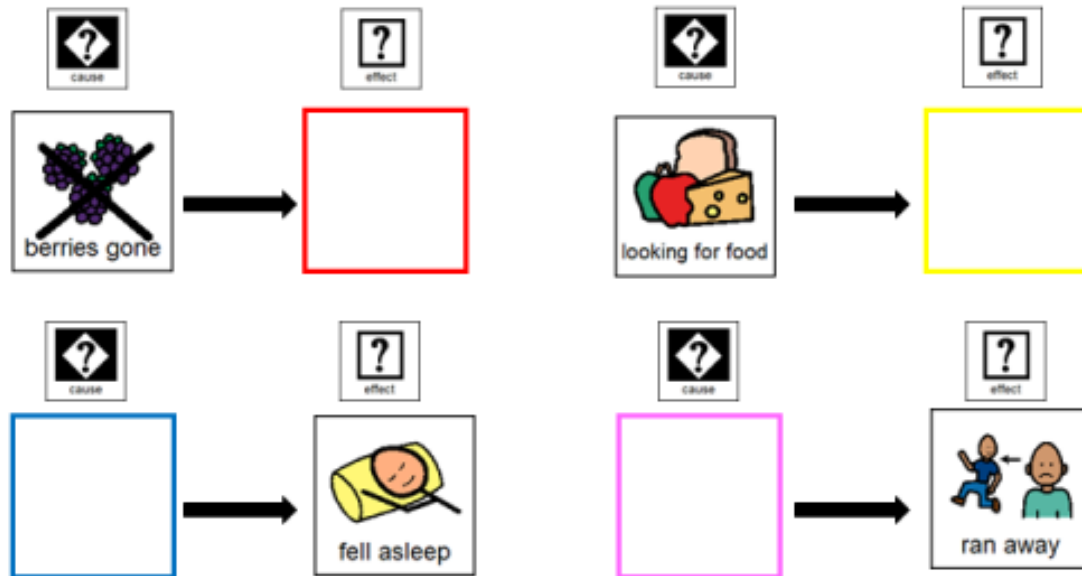 ?
cause
?
effect
?
cause
?
effect
berries gone
looking for food
?
cause
?
effect
?
cause
?
effect
fell asleep
ran away